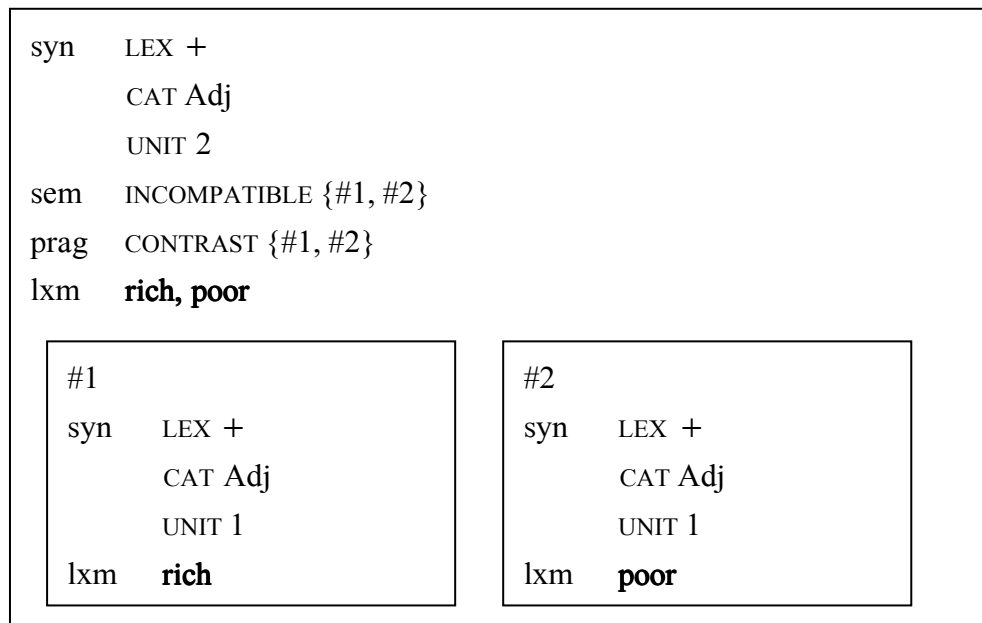 syn LEX +
CAT Adj
UNIT 2
sem INCOMPATIBLE {#1, #2}
prag CONTRAST {#1, #2}
lxm rich, poor
#1
syn LEX +
CAT Adj
UNIT 1
lxm rich
#2
syn LEX +
CAT Adj
UNIT 1
lxm poor